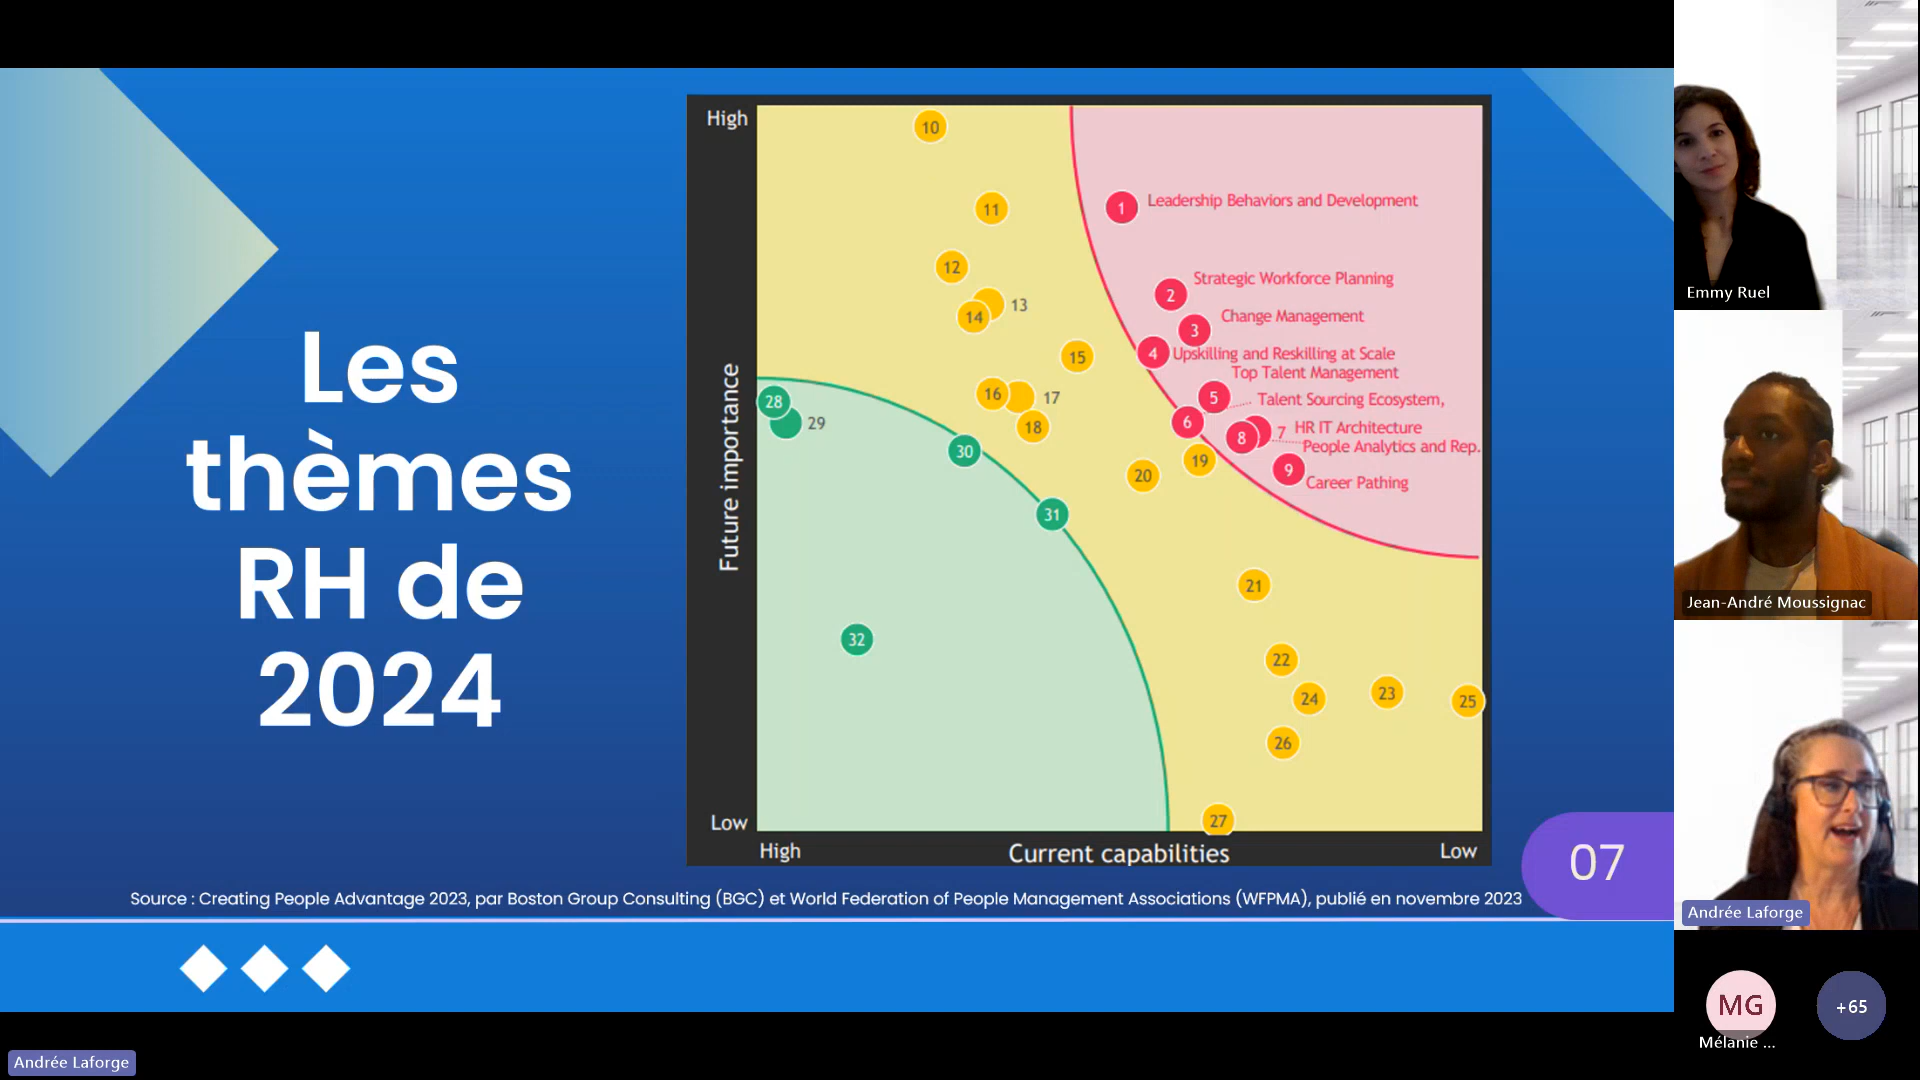 Les
thèmes
RH de
2024
High
10
11
1 Leadership Behaviors and Development
12
Strategic Workforce Planning
2
13
14
Change Management
3
15
4 Upskilling and Reskilling at Scale
Top Talent Management
16
17
5
Talent Sourcing Ecosystem,
28
29
18
6
7 HR IT Architecture
8
People Analytics and Rep.
30
19
9
Career Pathing
20
31
21
32
22
23
24
25
26
27
Future importance
Low
High
Current capabilities
Low
07
Source : Creating People Advantage 2023, par Boston Group Consulting (BGC) et World Federation of People Management Associations (WFPMA), publié en novembre 2023
Emmy Ruel
Jean-André Moussignac
Andrée Laforge
MG
+65
Mélanie ...
Andrée Laforge